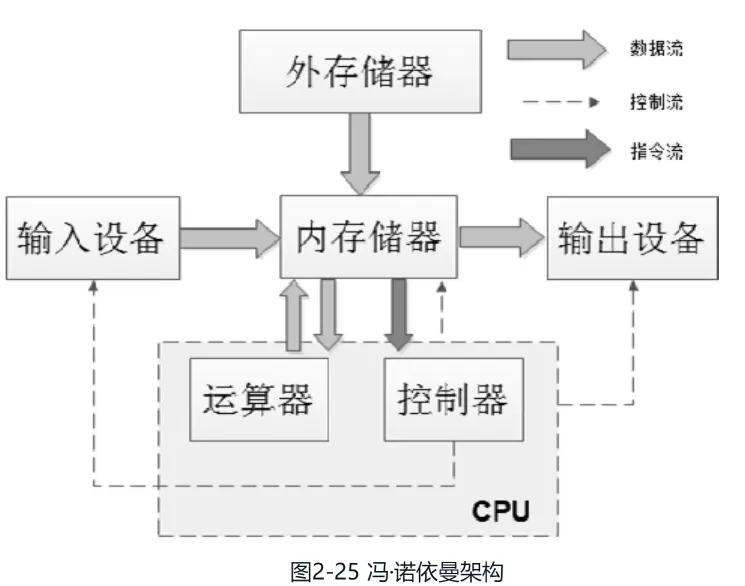 外存储器
数据流
控制流
指令流
输入设备
内存储器
输出设备
运算器
控制器
CPU
图2-25 冯·诺依曼架构